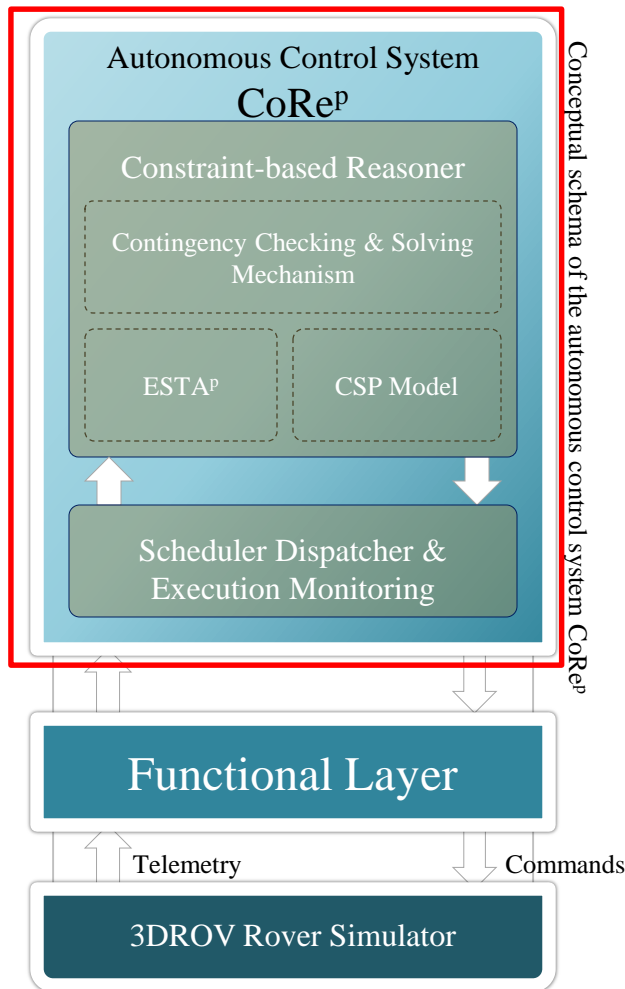 Autonomous Control System
CoReᵖ
Constraint-based Reasoner
Contingency Checking & Solving
Mechanism
ESTAᵖ
CSP Model
Scheduler Dispatcher &
Execution Monitoring
Conceptual schema of the autonomous control system CoReᵖ
Functional Layer
Telemetry
Commands
3DROV Rover Simulator